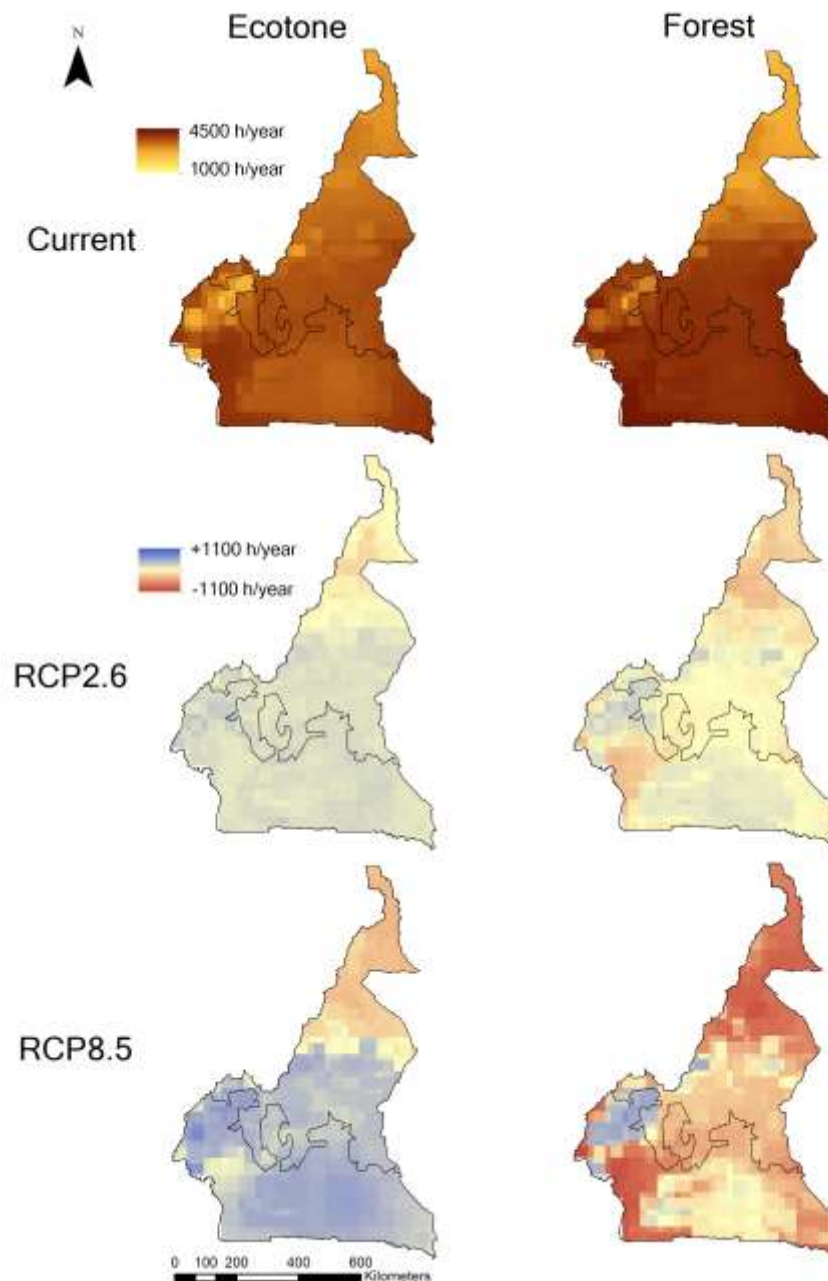 Ecotone
Forest
N
4500 h/year
1000 h/year
Current
+1100 h/year
-1100 h/year
RCP2.6
RCP8.5
0 100 200 400 600
Kilometers